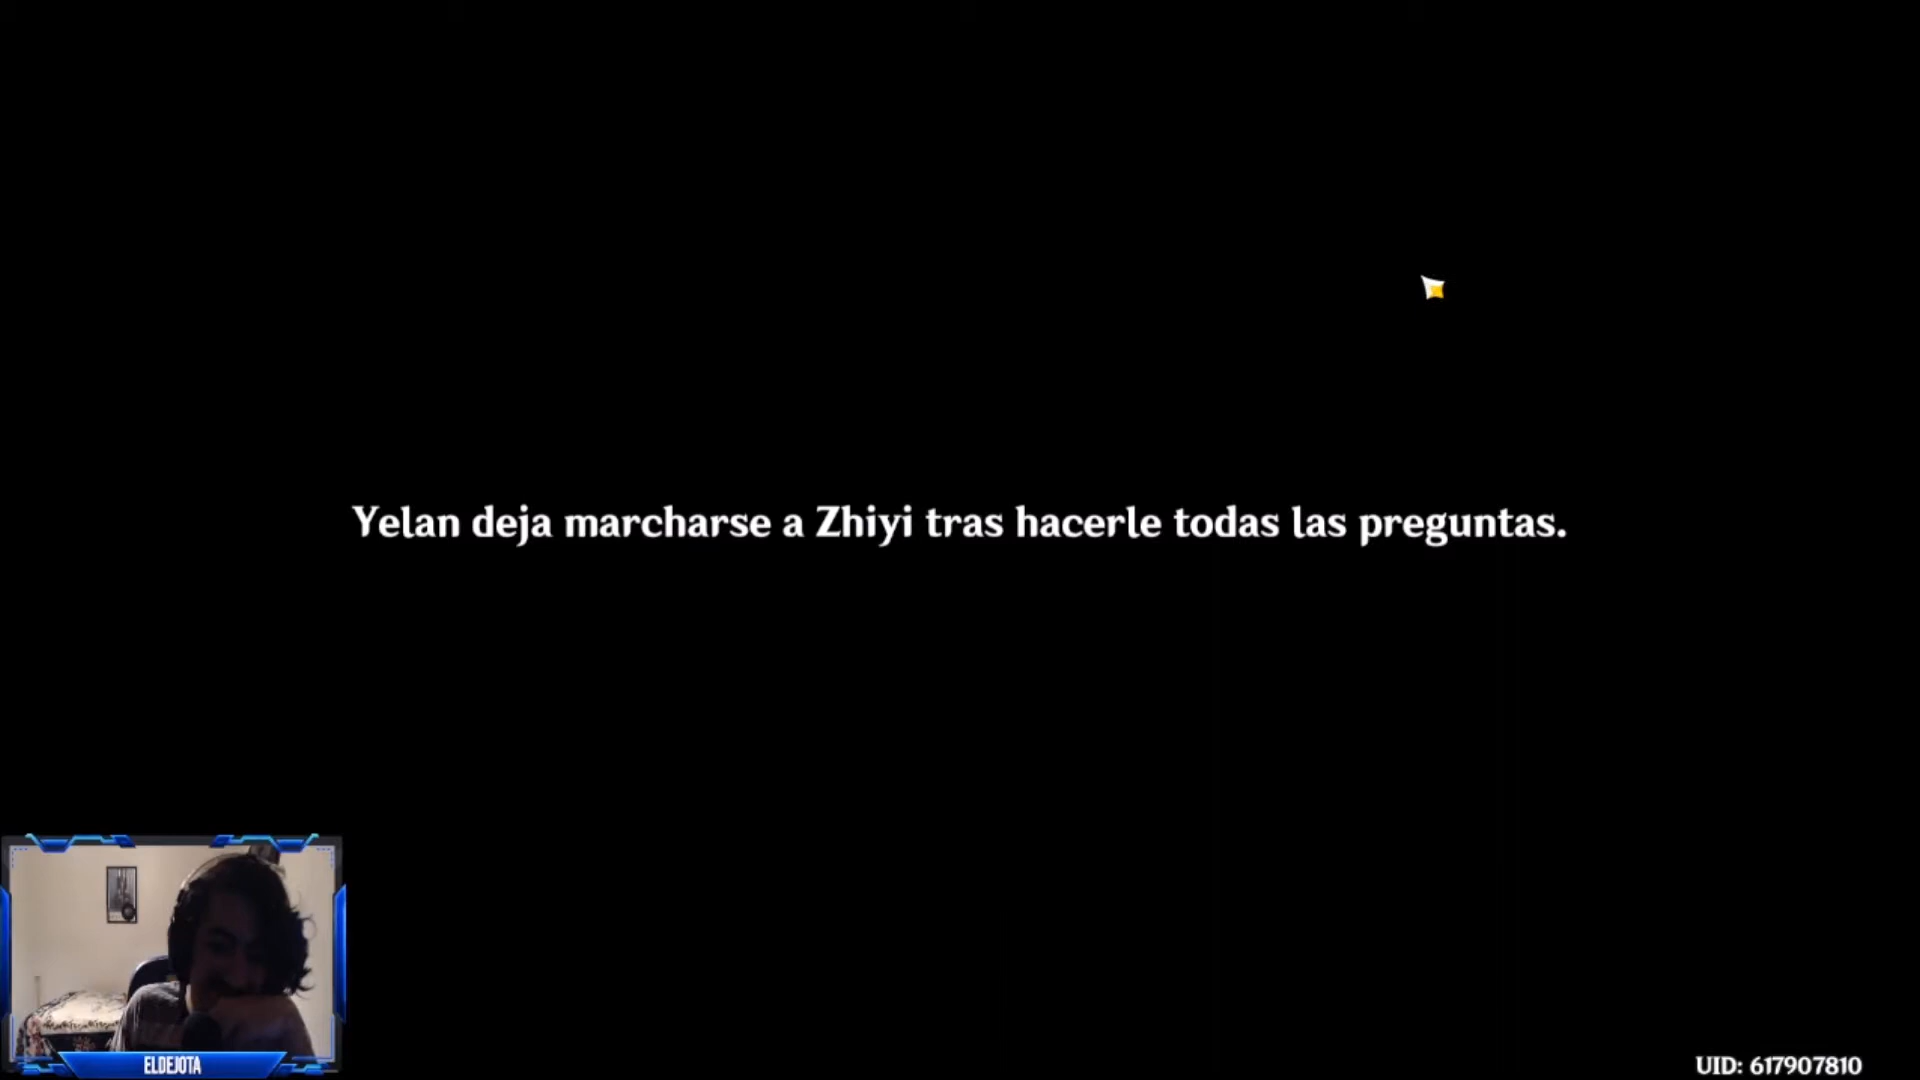 Yelan deja marcharse a Zhiyi tras hacerle todas las preguntas.
ELDEJOTA
UID: 617907810